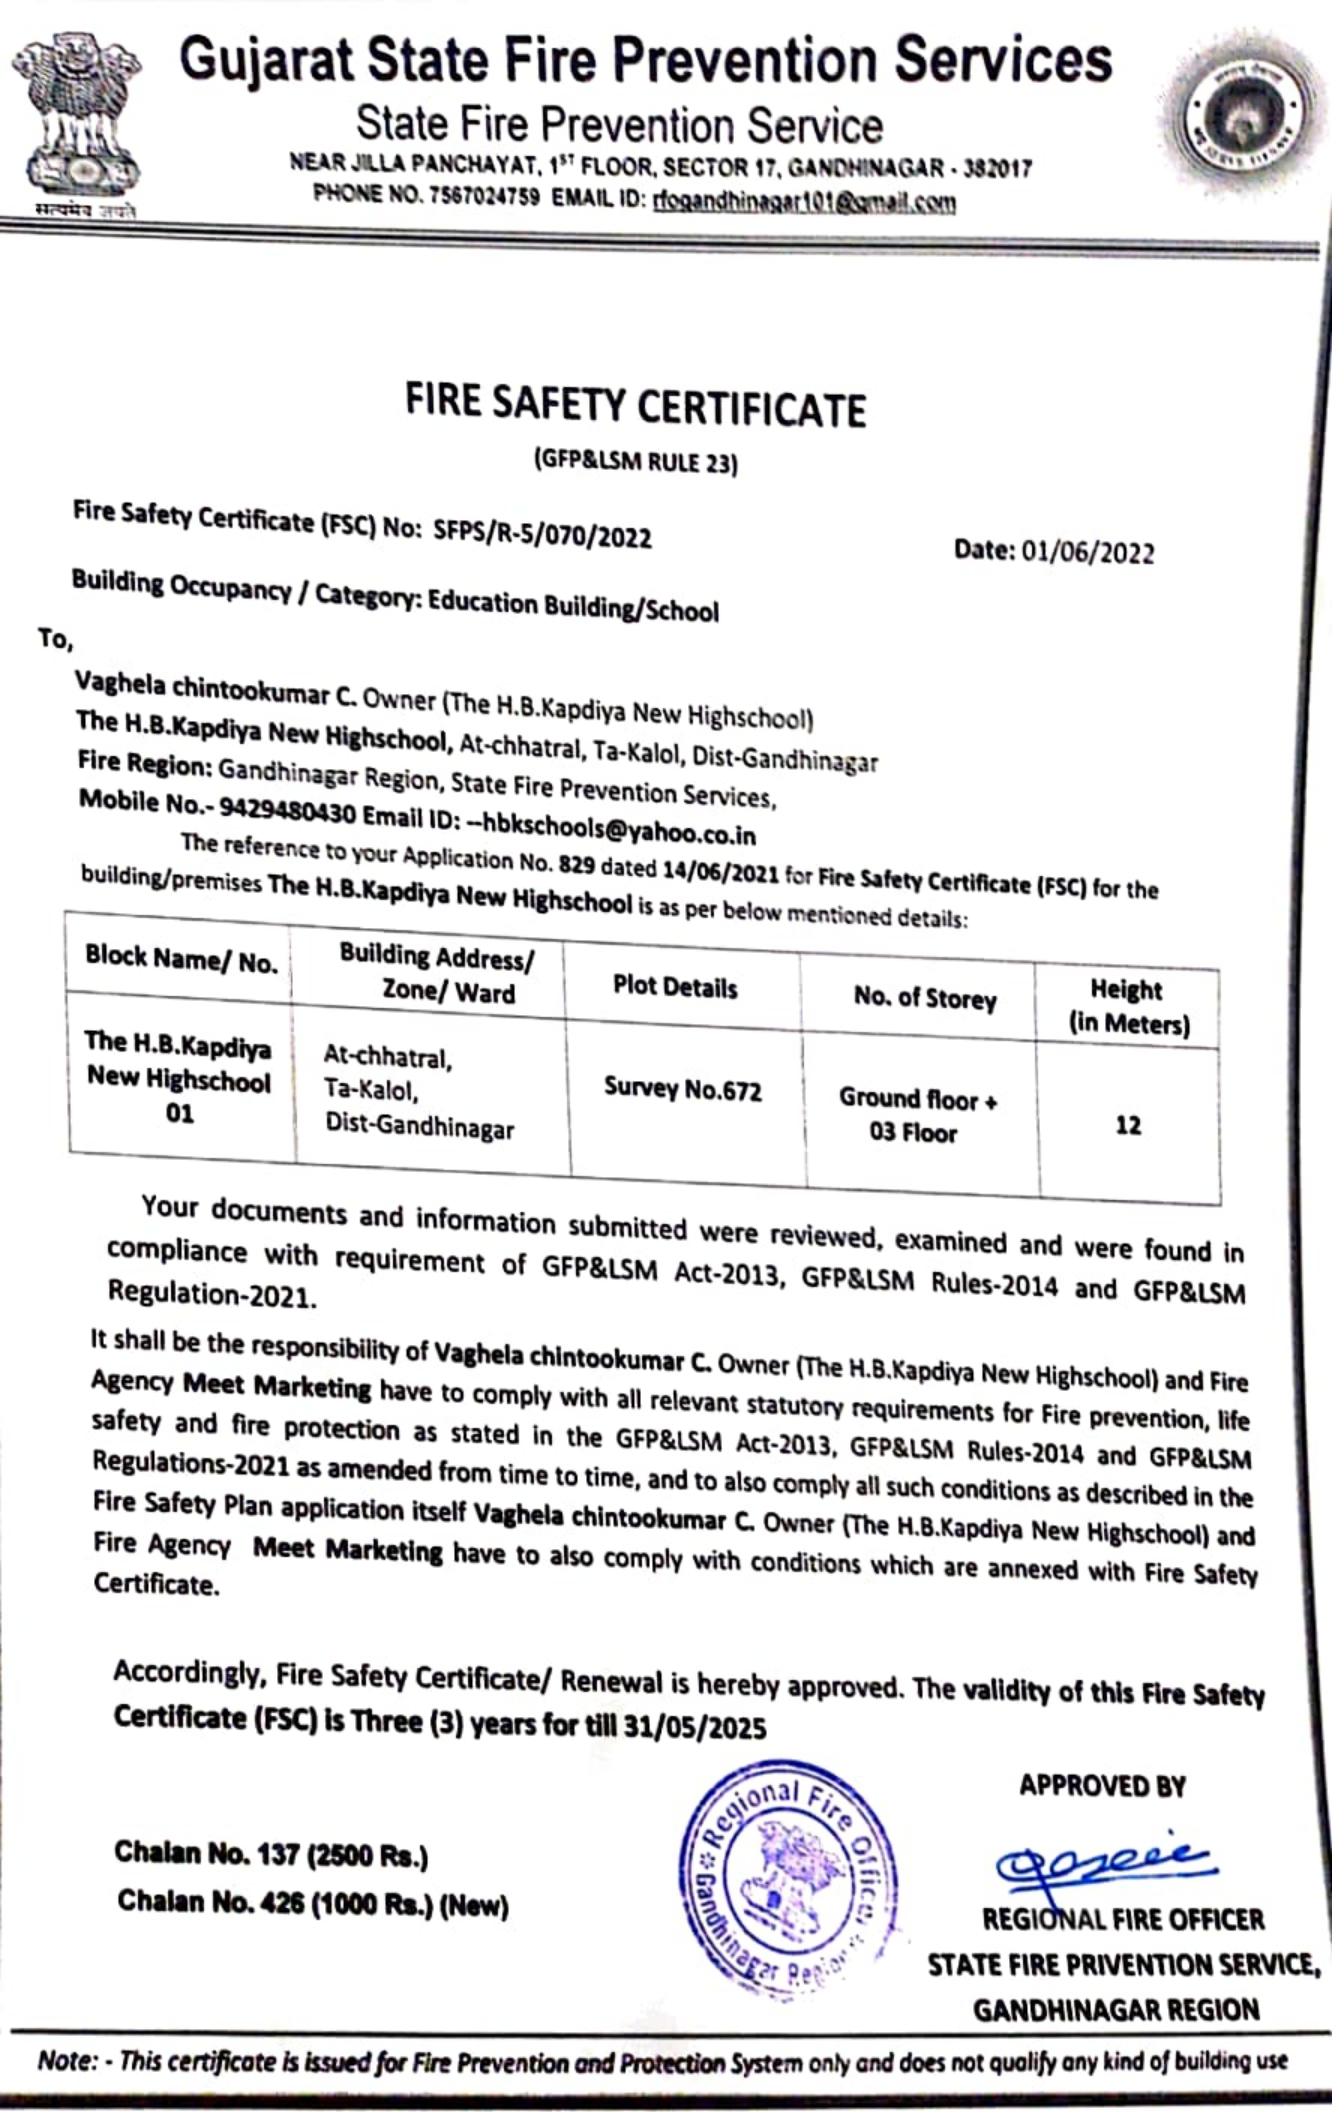 Gujarat State Fire Prevention Services
State Fire Prevention Service
NEAR JILLA PANCHAYAT, 1ST FLOOR, SECTOR 17, GANDHINAGAR - 382017
PHONE NO. 7567024759 EMAIL ID: rfogandhinagar101@gmail.com
सत्यमेव जयते
FIRE SAFETY CERTIFICATE
(GFP&LSM RULE 23)
Fire Safety Certificate (FSC) No: SFPS/R-5/070/2022
Date: 01/06/2022
Building Occupancy / Category: Education Building/School
To,
Vaghela chintookumar C. Owner (The H.B.Kapdiya New Highschool)
The H.B.Kapdiya New Highschool, At-chhatral, Ta-Kalol, Dist-Gandhinagar
Fire Region: Gandhinagar Region, State Fire Prevention Services,
Mobile No.- 9429480430 Email ID: --hbkschools@yahoo.co.in
The reference to your Application No. 829 dated 14/06/2021 for Fire Safety Certificate (FSC) for the
building/premises The H.B.Kapdiya New Highschool is as per below mentioned details:
Block Name/ No.
Building Address/
Zone/ Ward
Plot Details
No. of Storey
Height
(in Meters)
The H.B.Kapdiya
New Highschool
01
At-chhatral,
Ta-Kalol,
Dist-Gandhinagar
Survey No.672
Ground floor +
03 Floor
12
Your documents and information submitted were reviewed, examined and were found in
compliance with requirement of GFP&LSM Act-2013, GFP&LSM Rules-2014 and GFP&LSM
Regulation-2021.
It shall be the responsibility of Vaghela chintookumar C. Owner (The H.B.Kapdiya New Highschool) and Fire
Agency Meet Marketing have to comply with all relevant statutory requirements for Fire prevention, life
safety and fire protection as stated in the GFP&LSM Act-2013, GFP&LSM Rules-2014 and GFP&LSM
Regulations-2021 as amended from time to time, and to also comply all such conditions as described in the
Fire Safety Plan application itself Vaghela chintookumar C. Owner (The H.B.Kapdiya New Highschool) and
Fire Agency Meet Marketing have to also comply with conditions which are annexed with Fire Safety
Certificate.
Accordingly, Fire Safety Certificate/ Renewal is hereby approved. The validity of this Fire Safety
Certificate (FSC) is Three (3) years for till 31/05/2025
APPROVED BY
Chalan No. 137 (2500 Rs.)
Chalan No. 426 (1000 Rs.) (New)
Regional Fire Officer
Gandhinagar Region
REGIONAL FIRE OFFICER
STATE FIRE PRIVENTION SERVICE,
GANDHINAGAR REGION
Note: - This certificate is issued for Fire Prevention and Protection System only and does not qualify any kind of building use